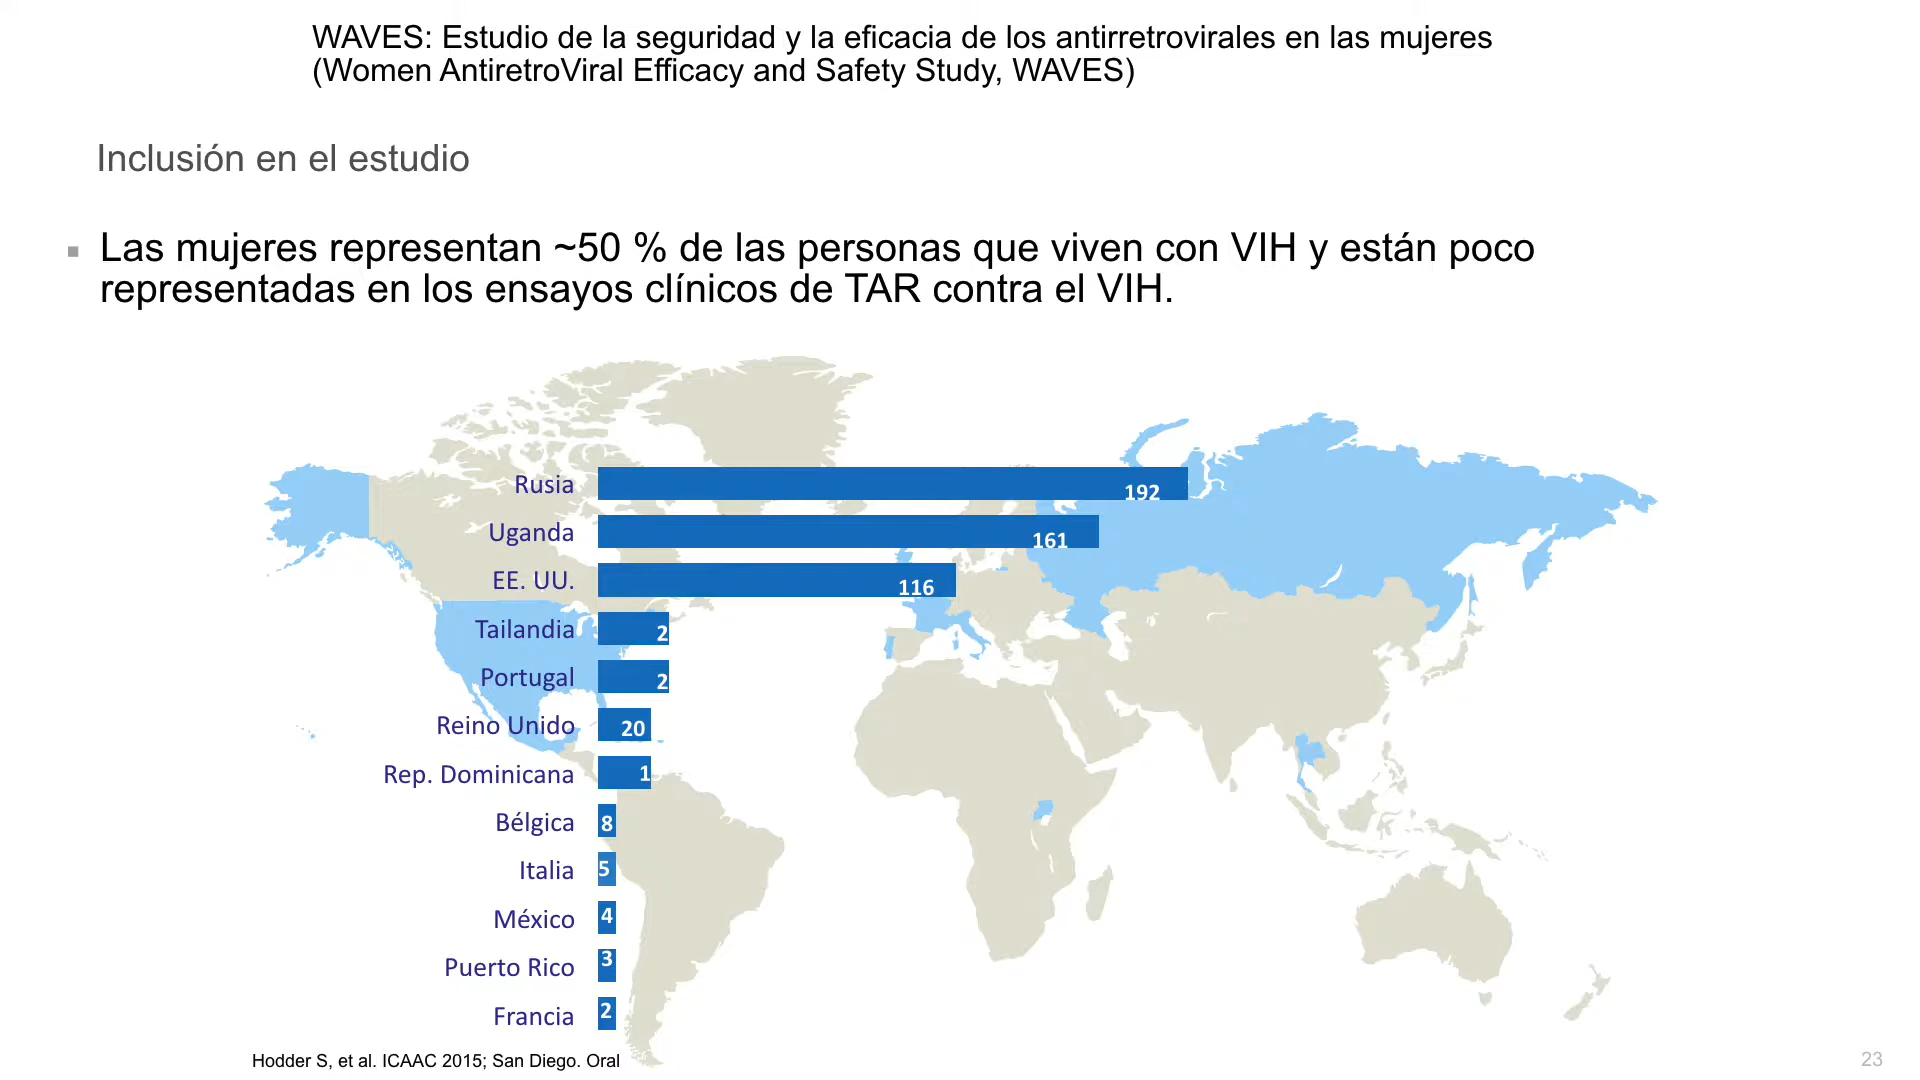 WAVES: Estudio de la seguridad y la eficacia de los antirretrovirales en las mujeres
(Women AntiretroViral Efficacy and Safety Study, WAVES)
Inclusión en el estudio
Las mujeres representan ~50 % de las personas que viven con VIH y están poco
representadas en los ensayos clínicos de TAR contra el VIH.
Rusia 192
Uganda 161
EE. UU. 116
Tailandia 2
Portugal 2
Reino Unido 20
Rep. Dominicana 1
Bélgica 8
Italia 5
México 4
Puerto Rico 3
Francia 2
Hodder S, et al. ICAAC 2015; San Diego. Oral
23